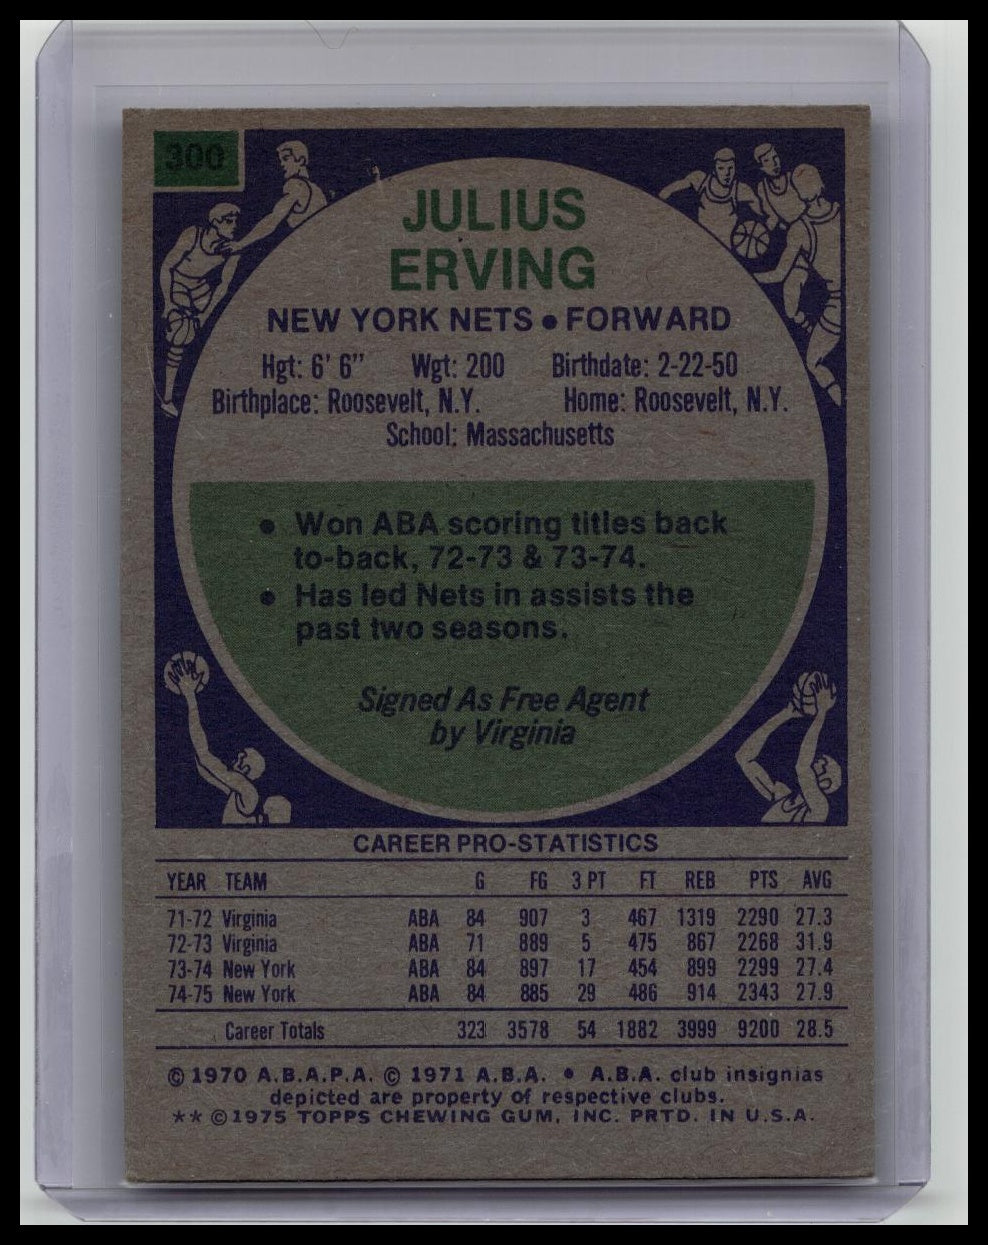 300
JULIUS
ERVING
NEW YORK NETS • FORWARD
Hgt: 6' 6" Wgt: 200 Birthdate: 2-22-50
Birthplace: Roosevelt, N.Y. Home: Roosevelt, N.Y.
School: Massachusetts
• Won ABA scoring titles back
to-back, 72-73 & 73-74.
• Has led Nets in assists the
past two seasons.
Signed As Free Agent
by Virginia
CAREER PRO-STATISTICS
YEAR TEAM G FG 3 PT FT REB PTS AVG
71-72 Virginia ABA 84 907 3 467 1319 2290 27.3
72-73 Virginia ABA 71 889 5 475 867 2268 31.9
73-74 New York ABA 84 897 17 454 899 2299 27.4
74-75 New York ABA 84 885 29 486 914 2343 27.9
Career Totals 323 3578 54 1882 3999 9200 28.5
© 1970 A.B.A.P.A. © 1971 A.B.A. • A.B.A. club insignias
depicted are property of respective clubs.
** © 1975 TOPPS CHEWING GUM, INC. PRTD. IN U.S.A.